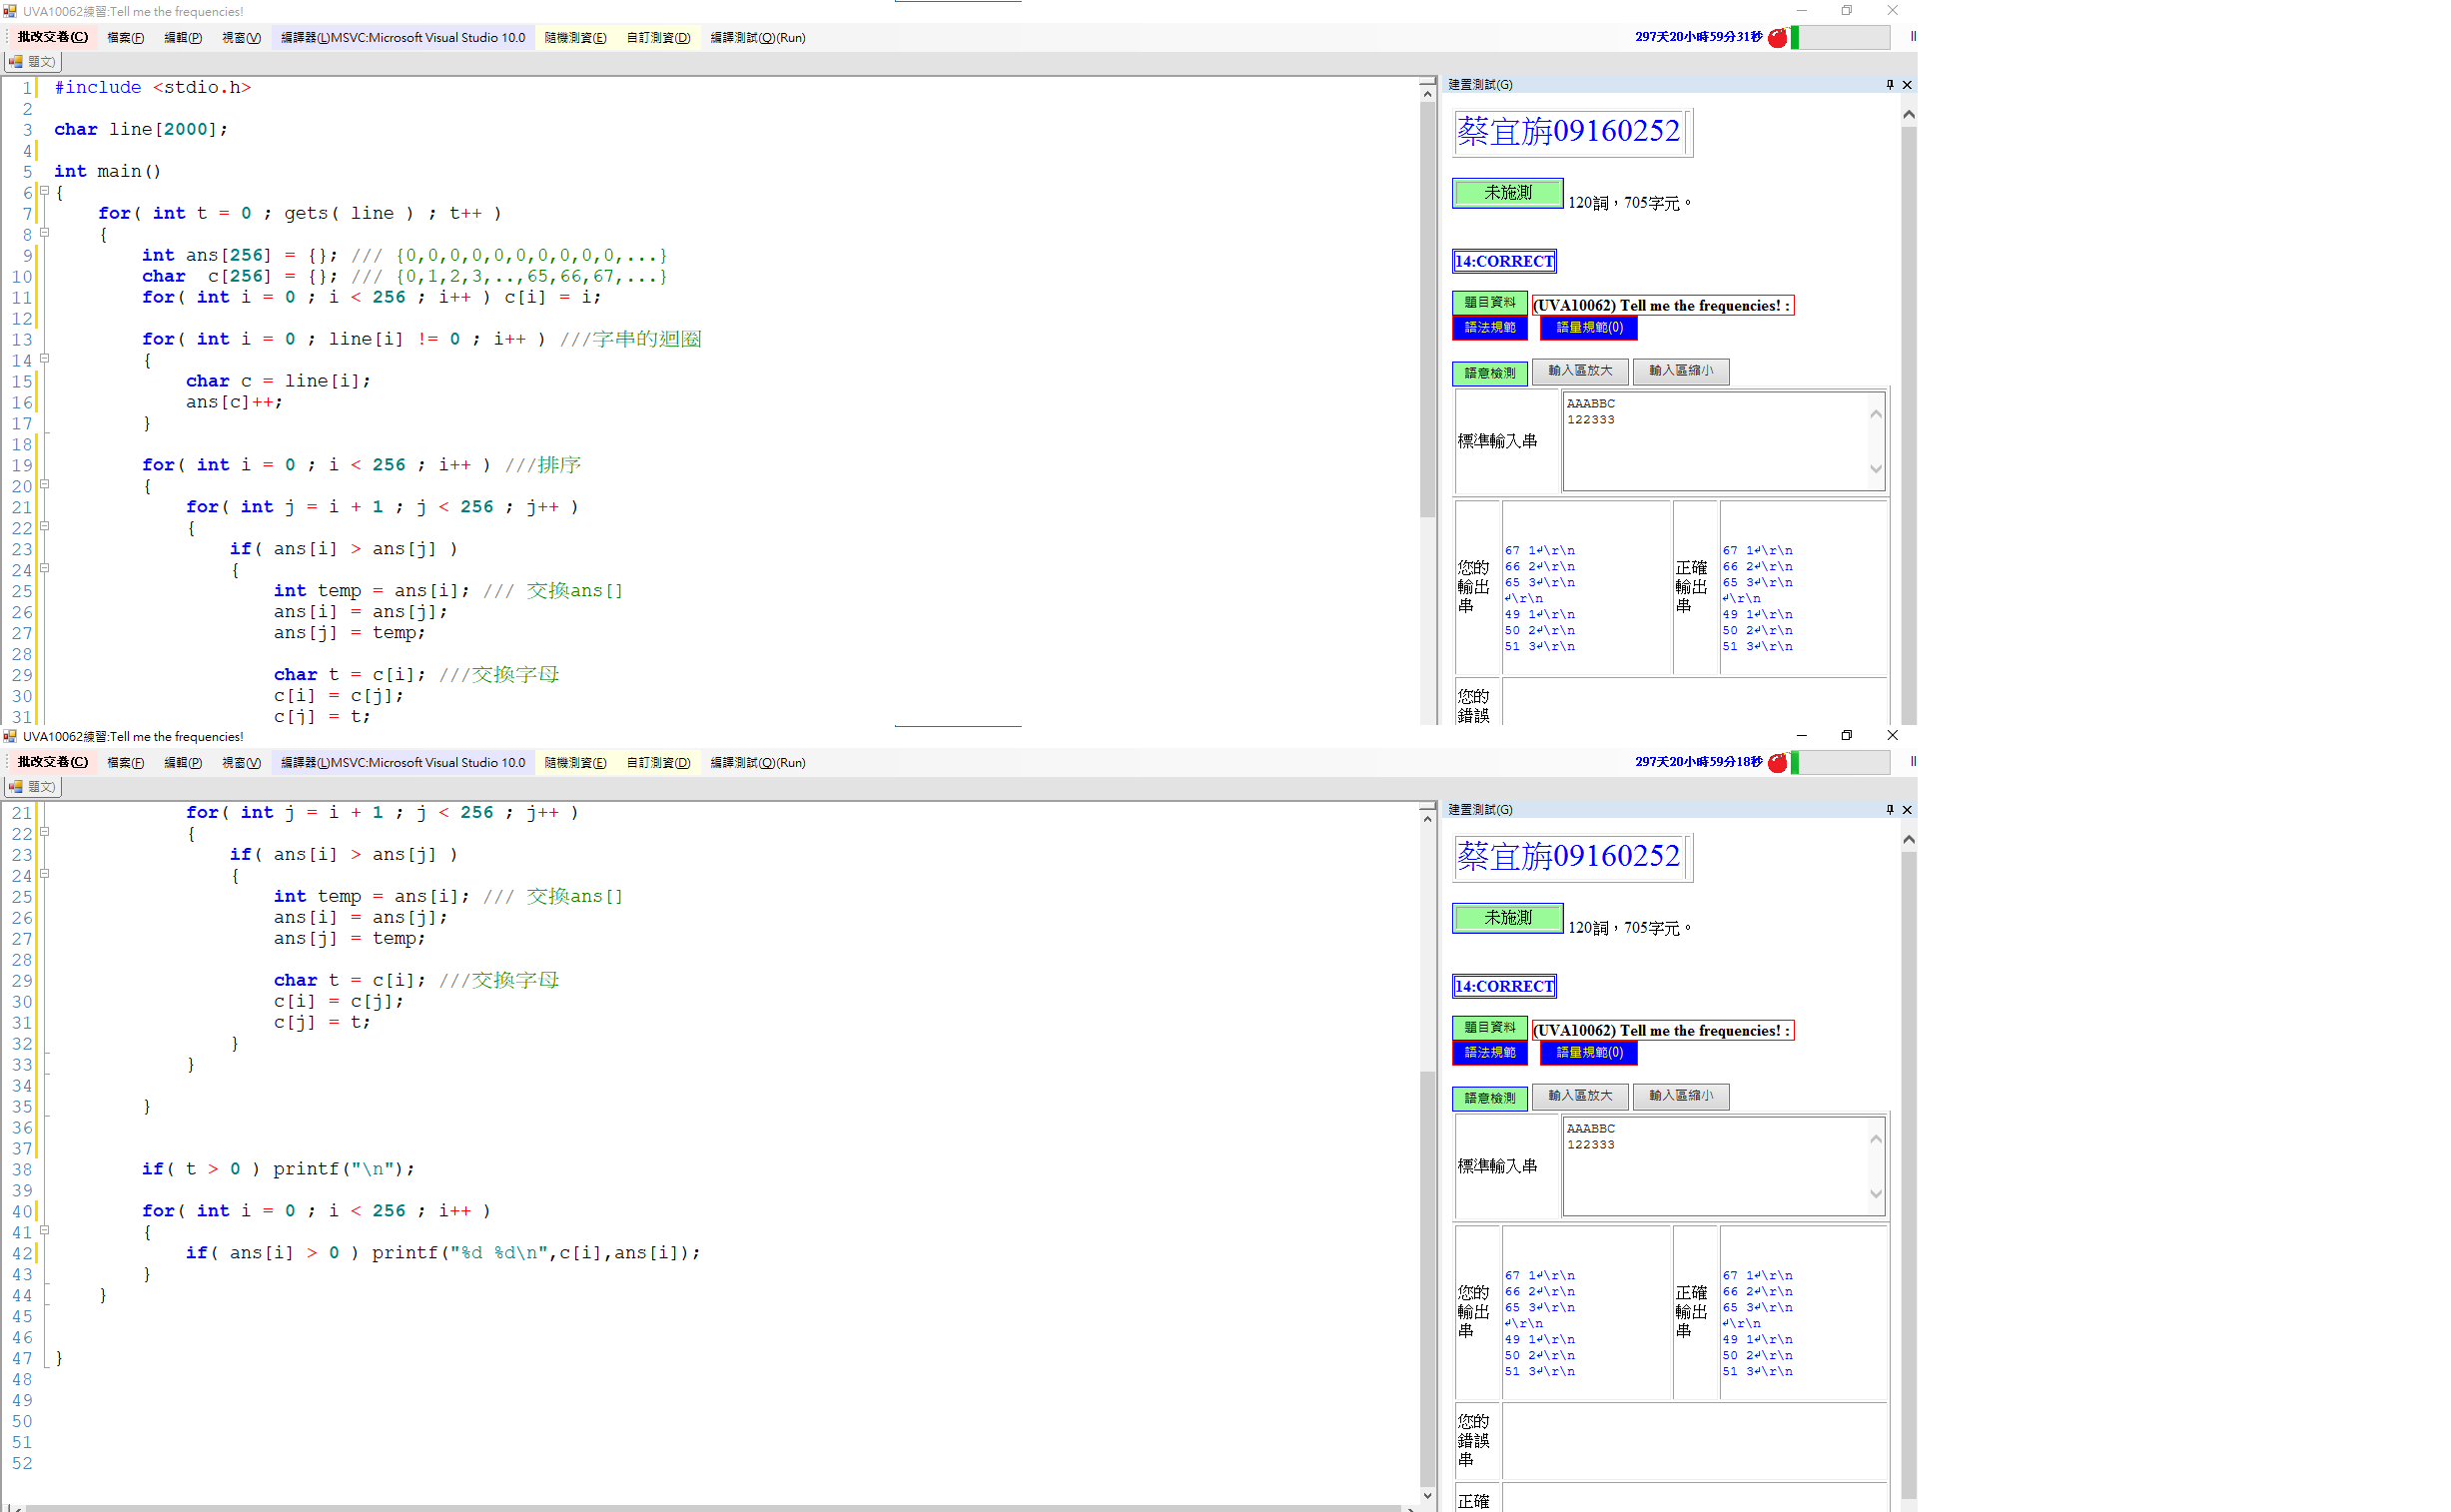 UVA10062練習:Tell me the frequencies!
批改交卷(C) 檔案(F) 編輯(P) 視窗(V) 編譯器(L)MSVC:Microsoft Visual Studio 10.0 隨機測資(E) 自訂測資(D) 編譯測試(Q)(Run) 297天20小時59分31秒
題文)
1 #include <stdio.h>
2
3 char line[2000];
4
5 int main()
6 {
7 for( int t = 0 ; gets( line ) ; t++ )
8 {
9 int ans[256] = {}; /// {0,0,0,0,0,0,0,0,0,0,...}
10 char  c[256] = {}; /// {0,1,2,3,..,65,66,67,...}
11 for( int i = 0 ; i < 256 ; i++ ) c[i] = i;
12
13 for( int i = 0 ; line[i] != 0 ; i++ ) ///字串的迴圈
14 {
15 char c = line[i];
16 ans[c]++;
17 }
18
19 for( int i = 0 ; i < 256 ; i++ ) ///排序
20 {
21 for( int j = i + 1 ; j < 256 ; j++ )
22 {
23 if( ans[i] > ans[j] )
24 {
25 int temp = ans[i]; /// 交換ans[]
26 ans[i] = ans[j];
27 ans[j] = temp;
28
29 char t = c[i]; ///交換字母
30 c[i] = c[j];
31 c[j] = t;
建置測試(G)
蔡宜旃09160252
未施測 120詞，705字元。
14:CORRECT
題目資料 (UVA10062) Tell me the frequencies! :
語法規範 語量規範(0)
語意檢測 輸入區放大 輸入區縮小
標準輸入串
AAABBC
122333
您的輸出串
67 1↲\r\n
66 2↲\r\n
65 3↲\r\n
↲\r\n
49 1↲\r\n
50 2↲\r\n
51 3↲\r\n
正確輸出串
67 1↲\r\n
66 2↲\r\n
65 3↲\r\n
↲\r\n
49 1↲\r\n
50 2↲\r\n
51 3↲\r\n
您的錯誤
UVA10062練習:Tell me the frequencies!
批改交卷(C) 檔案(F) 編輯(P) 視窗(V) 編譯器(L)MSVC:Microsoft Visual Studio 10.0 隨機測資(E) 自訂測資(D) 編譯測試(Q)(Run) 297天20小時59分18秒
題文)
21 for( int j = i + 1 ; j < 256 ; j++ )
22 {
23 if( ans[i] > ans[j] )
24 {
25 int temp = ans[i]; /// 交換ans[]
26 ans[i] = ans[j];
27 ans[j] = temp;
28
29 char t = c[i]; ///交換字母
30 c[i] = c[j];
31 c[j] = t;
32 }
33 }
34
35 }
36
37
38 if( t > 0 ) printf("\n");
39
40 for( int i = 0 ; i < 256 ; i++ )
41 {
42 if( ans[i] > 0 ) printf("%d %d\n",c[i],ans[i]);
43 }
44 }
45
46
47 }
48
49
50
51
52
建置測試(G)
蔡宜旃09160252
未施測 120詞，705字元。
14:CORRECT
題目資料 (UVA10062) Tell me the frequencies! :
語法規範 語量規範(0)
語意檢測 輸入區放大 輸入區縮小
標準輸入串
AAABBC
122333
您的輸出串
67 1↲\r\n
66 2↲\r\n
65 3↲\r\n
↲\r\n
49 1↲\r\n
50 2↲\r\n
51 3↲\r\n
正確輸出串
67 1↲\r\n
66 2↲\r\n
65 3↲\r\n
↲\r\n
49 1↲\r\n
50 2↲\r\n
51 3↲\r\n
您的錯誤串
正確